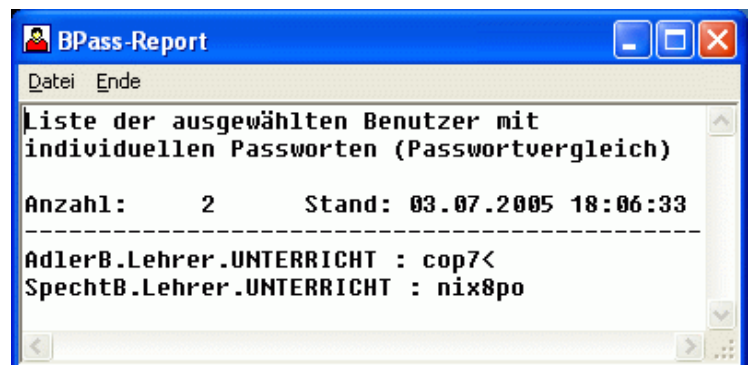 BPass-Report
Datei Ende
Liste der ausgewählten Benutzer mit
individuellen Passworten (Passwortvergleich)
Anzahl: 2 Stand: 03.07.2005 18:06:33
--------------------------------------------------
AdlerB.Lehrer.UNTERRICHT : cop7<
SpechtB.Lehrer.UNTERRICHT : nix8po